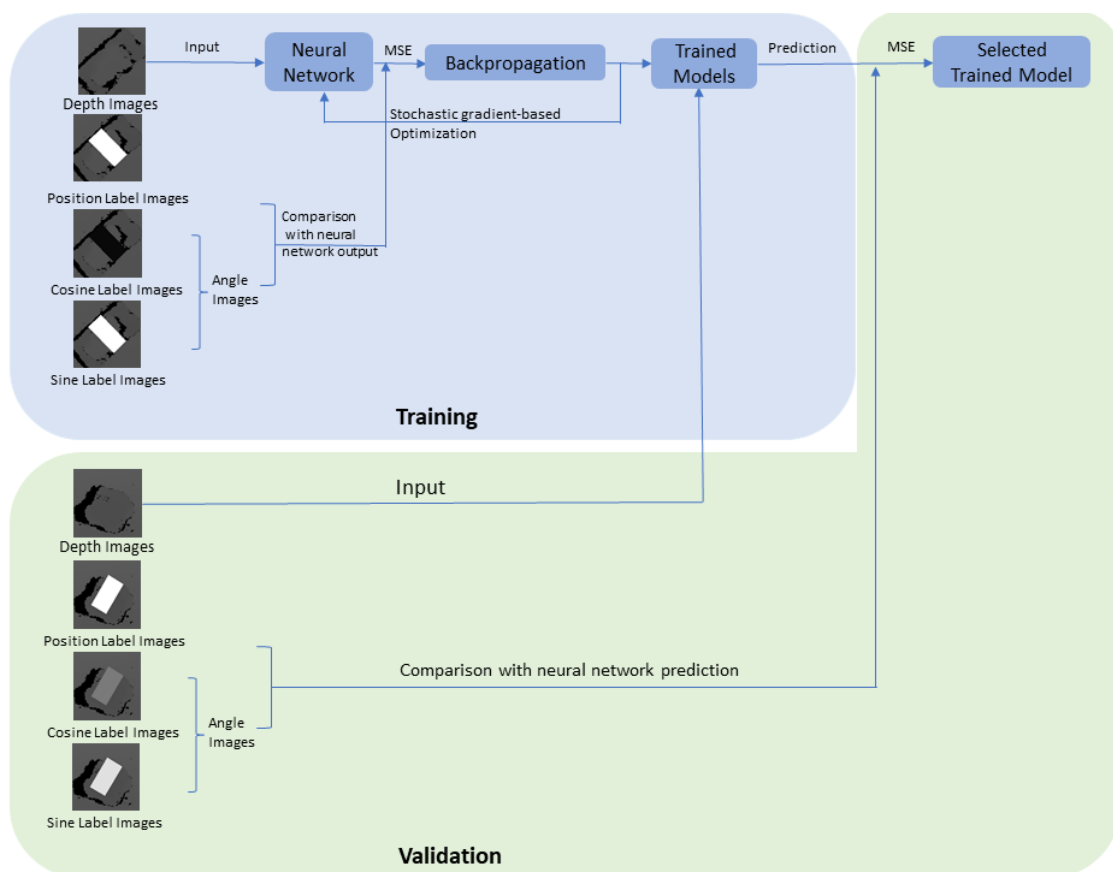 Input
Neural
Network
MSE
Backpropagation
Trained
Models
Prediction
MSE
Selected
Trained Model
Depth Images
Stochastic gradient-based
Optimization
Position Label Images
Comparison
with neural
network output
Cosine Label Images
Angle
Images
Sine Label Images
Training
Input
Depth Images
Position Label Images
Comparison with neural network prediction
Cosine Label Images
Angle
Images
Sine Label Images
Validation